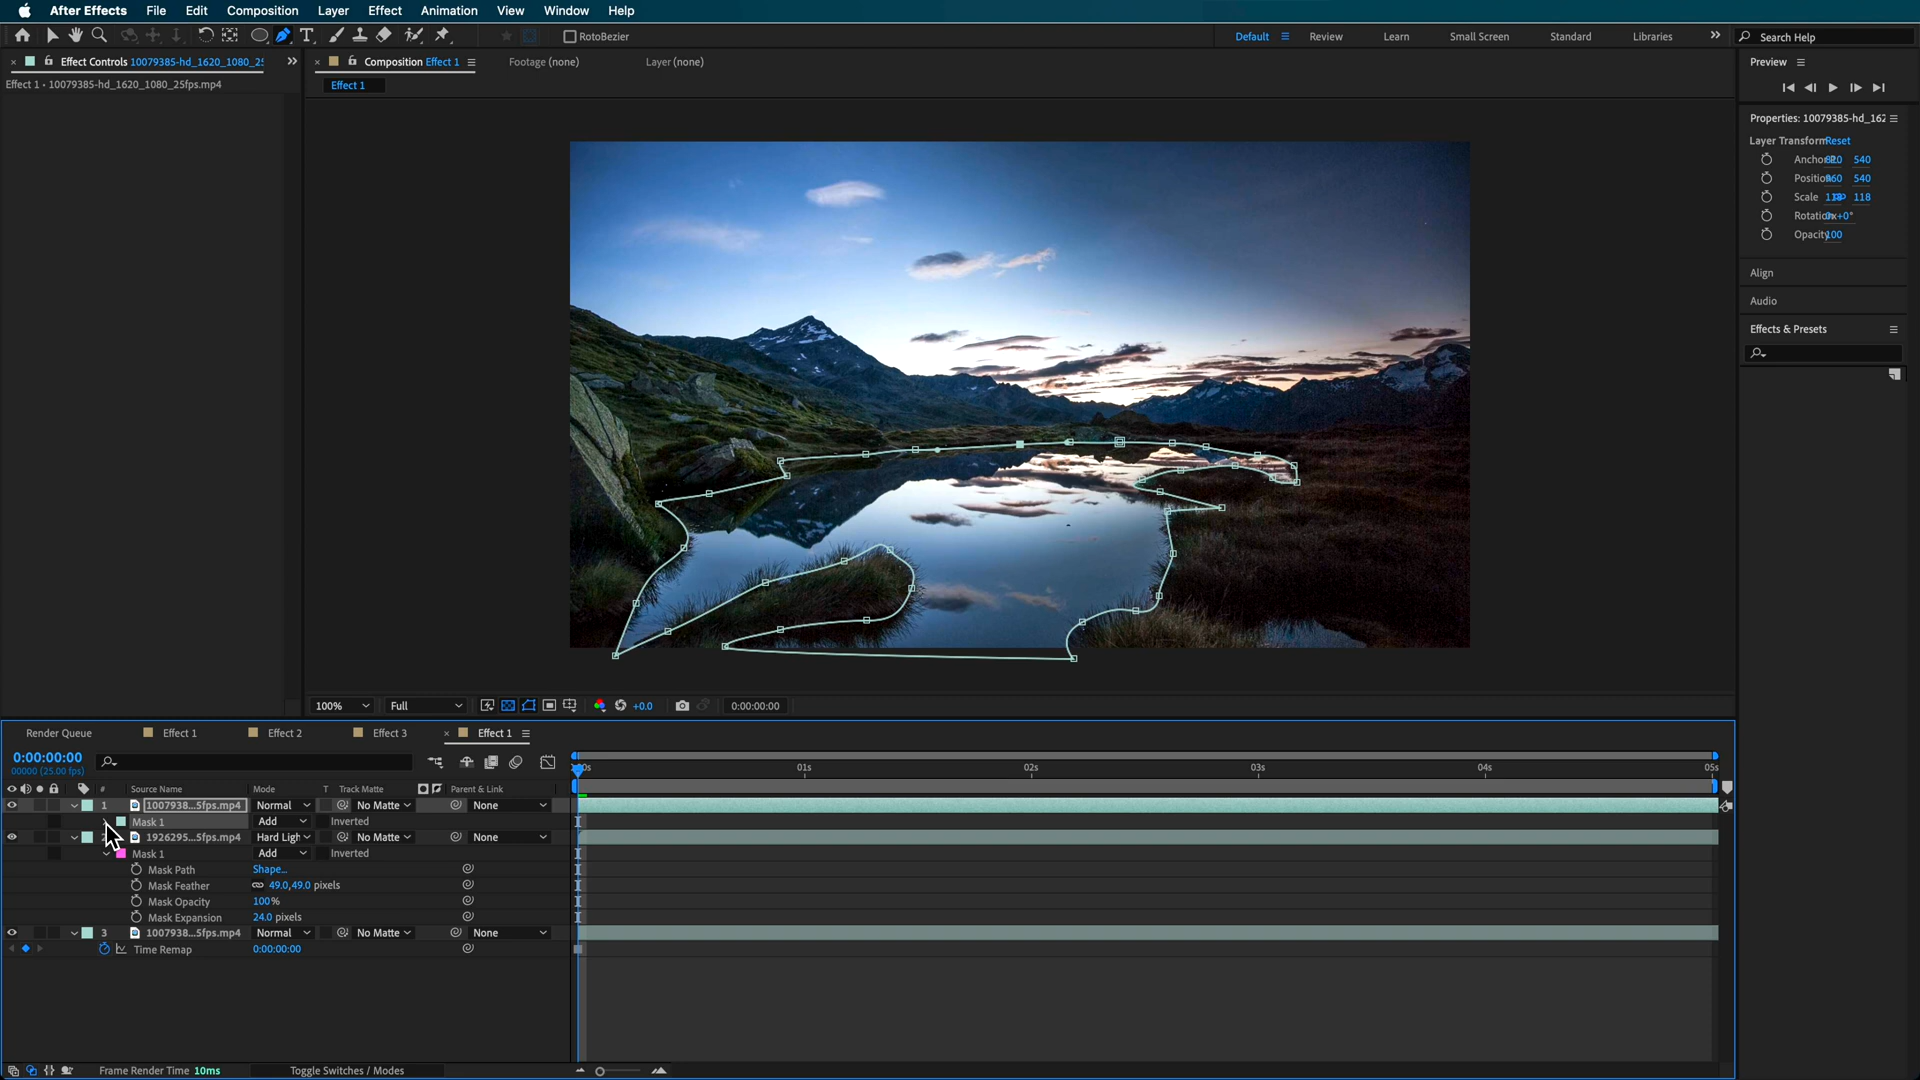 After Effects File Edit Composition Layer Effect Animation View Window Help
RotoBezier Default Review Learn Small Screen Standard Libraries Search Help
Effect Controls 10079385-hd_1620_1080_25
Effect 1 • 10079385-hd_1620_1080_25fps.mp4
Composition Effect 1 Footage (none) Layer (none)
Effect 1
Preview
Properties: 10079385-hd_162
Layer Transform Reset
Anchor 540
Position 540
Scale 118
Rotation 0x+0°
Opacity 100
Align
Audio
Effects & Presets
100% Full +0.0 0:00:00:00
Render Queue Effect 1 Effect 2 Effect 3 Effect 1
0:00:00:00
00000 (25.00 fps)
01s 02s 03s 04s 05s
# Source Name Mode T Track Matte Parent & Link
1 1007938...5fps.mp4 Normal No Matte None
Mask 1 Add Inverted
1926295...5fps.mp4 Hard Ligh No Matte None
Mask 1 Add Inverted
Mask Path Shape...
Mask Feather 49.0,49.0 pixels
Mask Opacity 100%
Mask Expansion 24.0 pixels
3 1007938...5fps.mp4 Normal No Matte None
Time Remap 0:00:00:00
Frame Render Time 10ms Toggle Switches / Modes